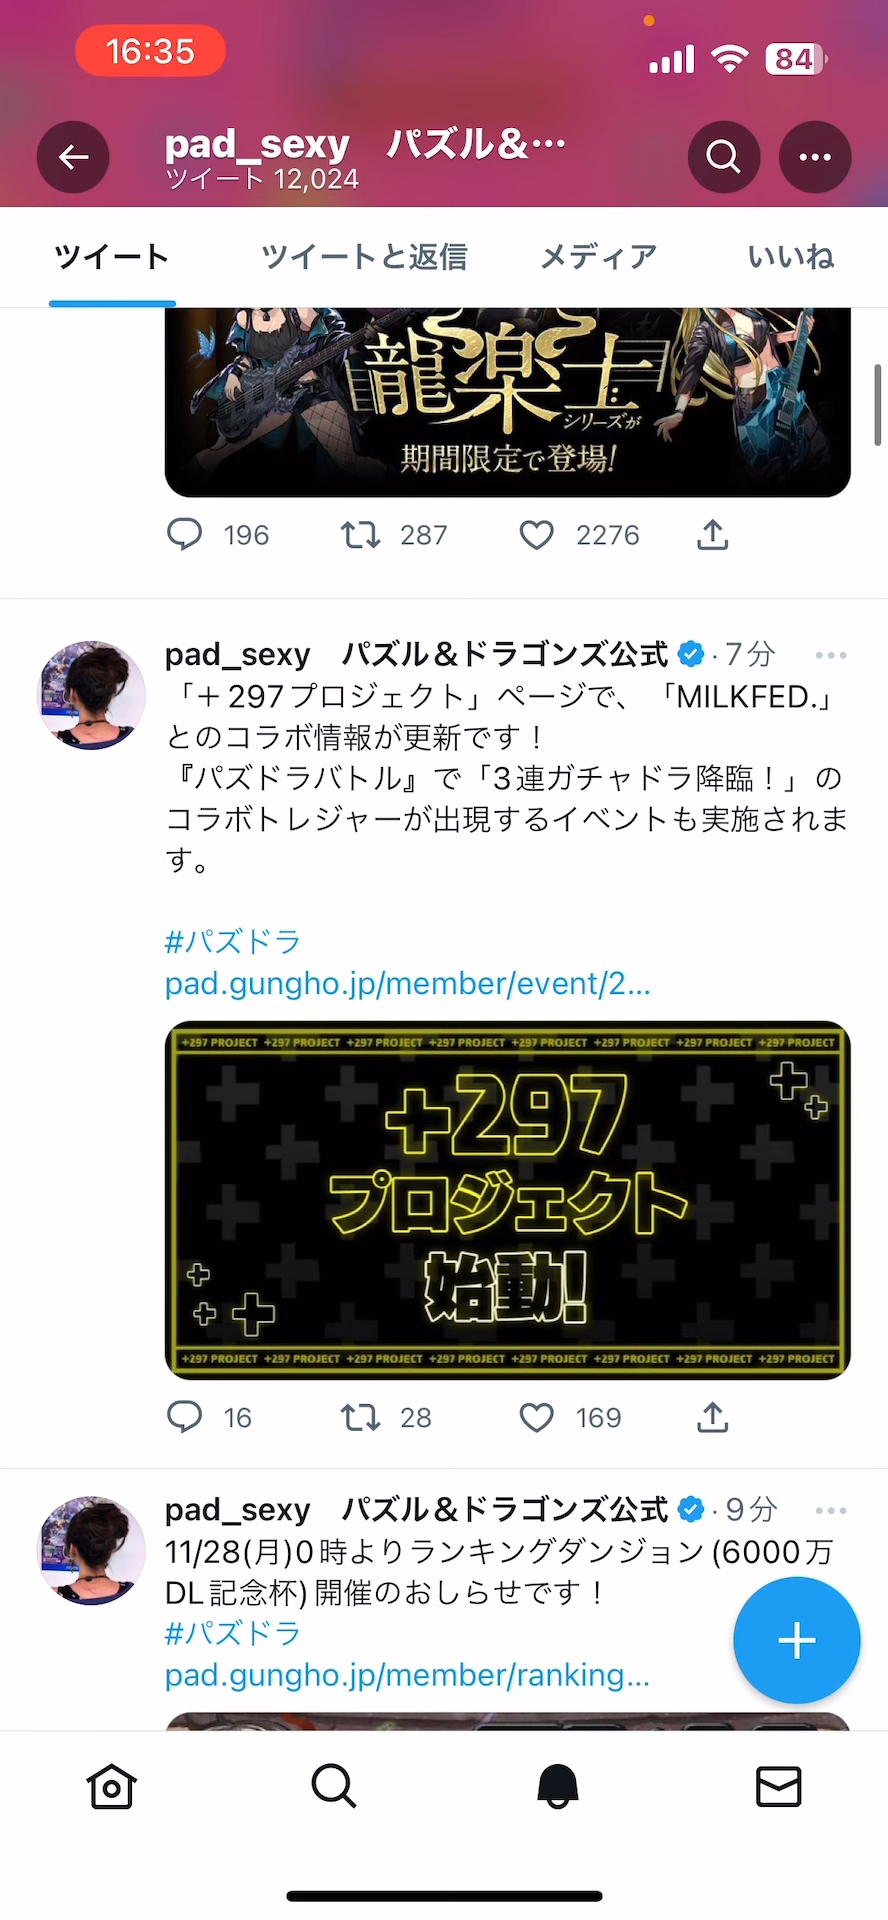 16:35
84
pad_sexy　パズル＆…
ツイート 12,024
ツイート
ツイートと返信
メディア
いいね
龍楽士
シリーズが
期間限定で登場!
196
287
2276
pad_sexy　パズル＆ドラゴンズ公式 · 7分
「＋297プロジェクト」ページで、「MILKFED.」
とのコラボ情報が更新です！
『パズドラバトル』で「3連ガチャドラ降臨！」の
コラボトレジャーが出現するイベントも実施されま
す。
#パズドラ
pad.gungho.jp/member/event/2…
+297 PROJECT +297 PROJECT +297 PROJECT +297 PROJECT +297 PROJECT +297 PROJECT +297 PROJECT +297 PROJECT
+297
プロジェクト
始動!
+297 PROJECT +297 PROJECT +297 PROJECT +297 PROJECT +297 PROJECT +297 PROJECT +297 PROJECT +297 PROJECT
16
28
169
pad_sexy　パズル＆ドラゴンズ公式 · 9分
11/28(月)0時よりランキングダンジョン(6000万
DL記念杯)開催のおしらせです！
#パズドラ
pad.gungho.jp/member/ranking…